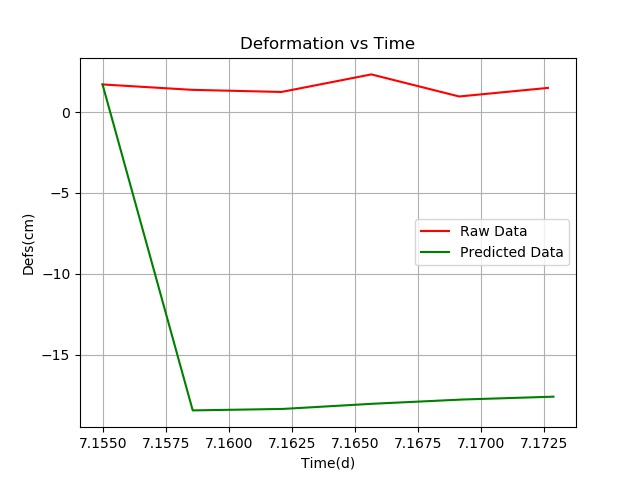 Deformation vs Time
Defs(cm)
0
−5
−10
−15
Raw Data
Predicted Data
7.1550 7.1575 7.1600 7.1625 7.1650 7.1675 7.1700 7.1725
Time(d)